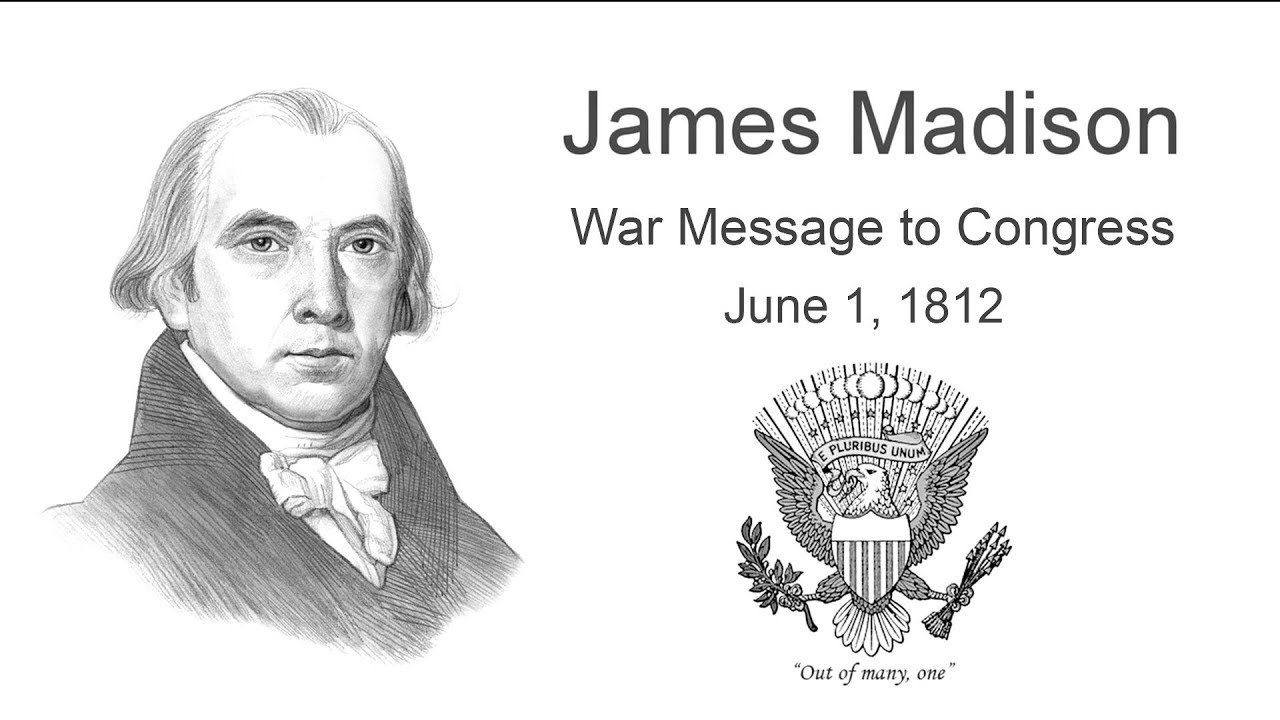 James Madison
War Message to Congress
June 1, 1812
E PLURIBUS UNUM
“Out of many, one”